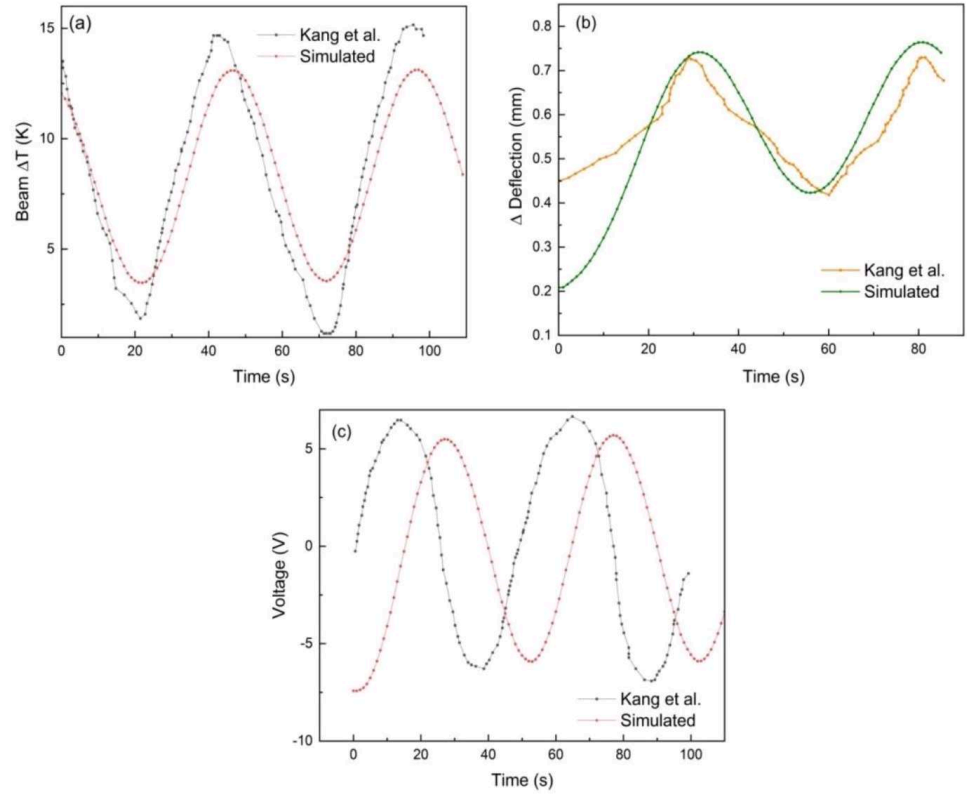 (a)
Kang et al.
Simulated
15
10
5
Beam ΔT (K)
0 20 40 60 80 100
Time (s)
(b)
0.8
0.7
0.6
0.5
0.4
0.3
0.2
0.1
Δ Deflection (mm)
Kang et al.
Simulated
0 20 40 60 80
Time (s)
(c)
5
0
-5
-10
Voltage (V)
Kang et al.
Simulated
0 20 40 60 80 100
Time (s)